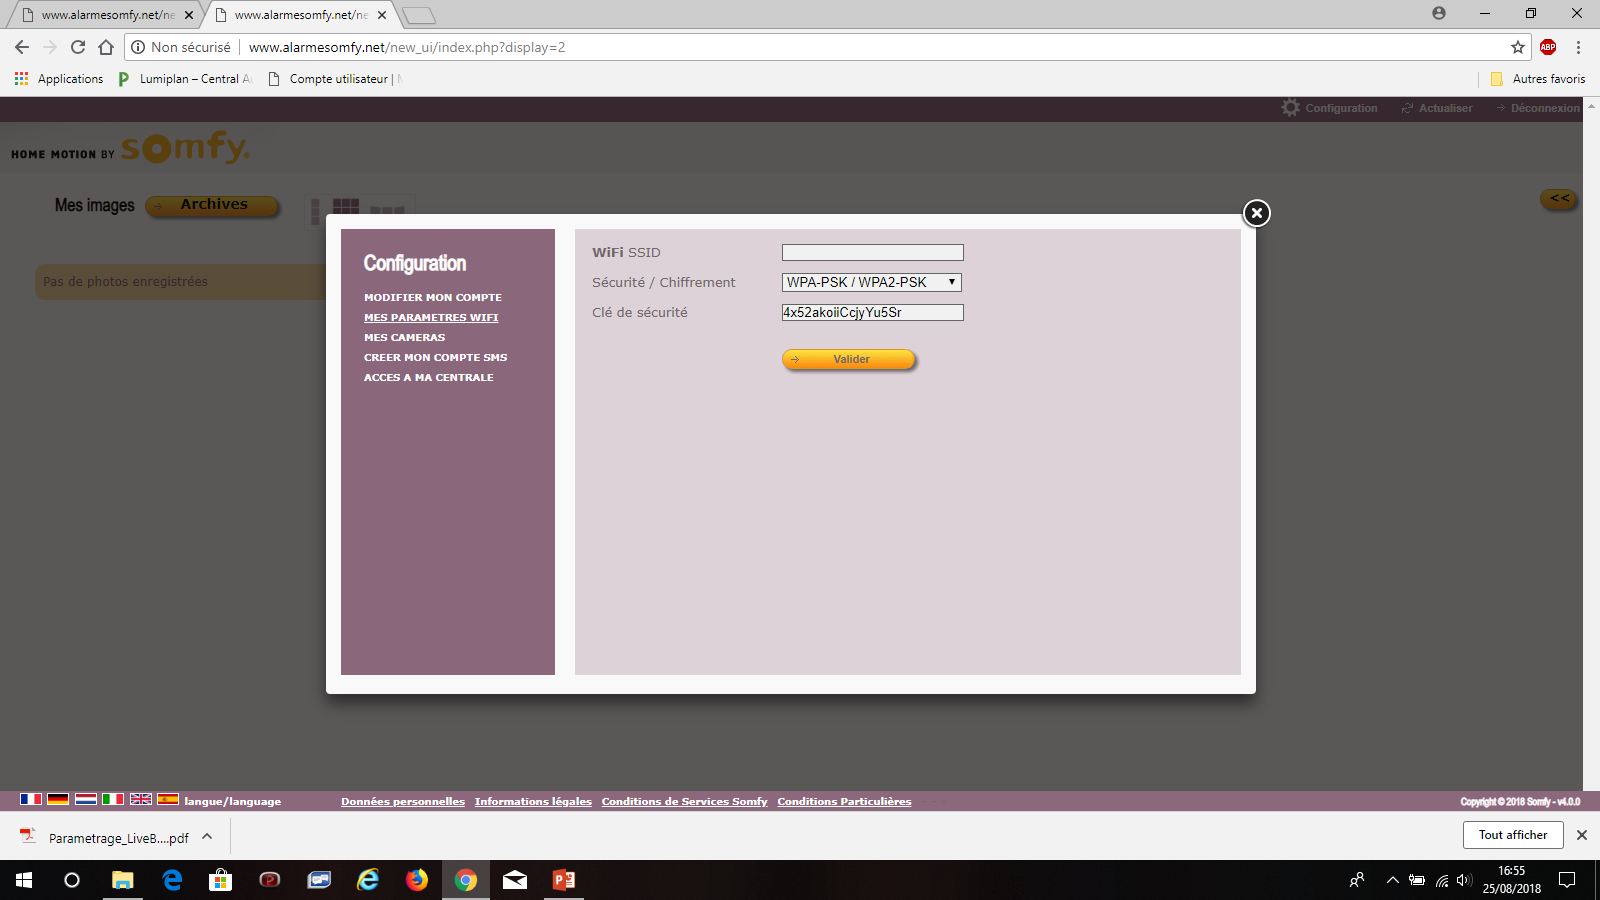 www.alarmesomfy.net/ne
www.alarmesomfy.net/ne
Non sécurisé
www.alarmesomfy.net/new_ui/index.php?display=2
ABP
Applications
Lumiplan – Central A
Compte utilisateur |
Autres favoris
Configuration
Actualiser
Déconnexion
HOME MOTION BY somfy.
Mes images
Archives
<<
Pas de photos enregistrées
Configuration
MODIFIER MON COMPTE
MES PARAMETRES WIFI
MES CAMERAS
CREER MON COMPTE SMS
ACCES A MA CENTRALE
WiFi SSID
Sécurité / Chiffrement
WPA-PSK / WPA2-PSK
Clé de sécurité
4x52akoiiCcjyYu5Sr
Valider
langue/language
Données personnelles
Informations légales
Conditions de Services Somfy
Conditions Particulières
Copyright © 2018 Somfy - v4.0.0
Parametrage_LiveB....pdf
Tout afficher
16:55
25/08/2018